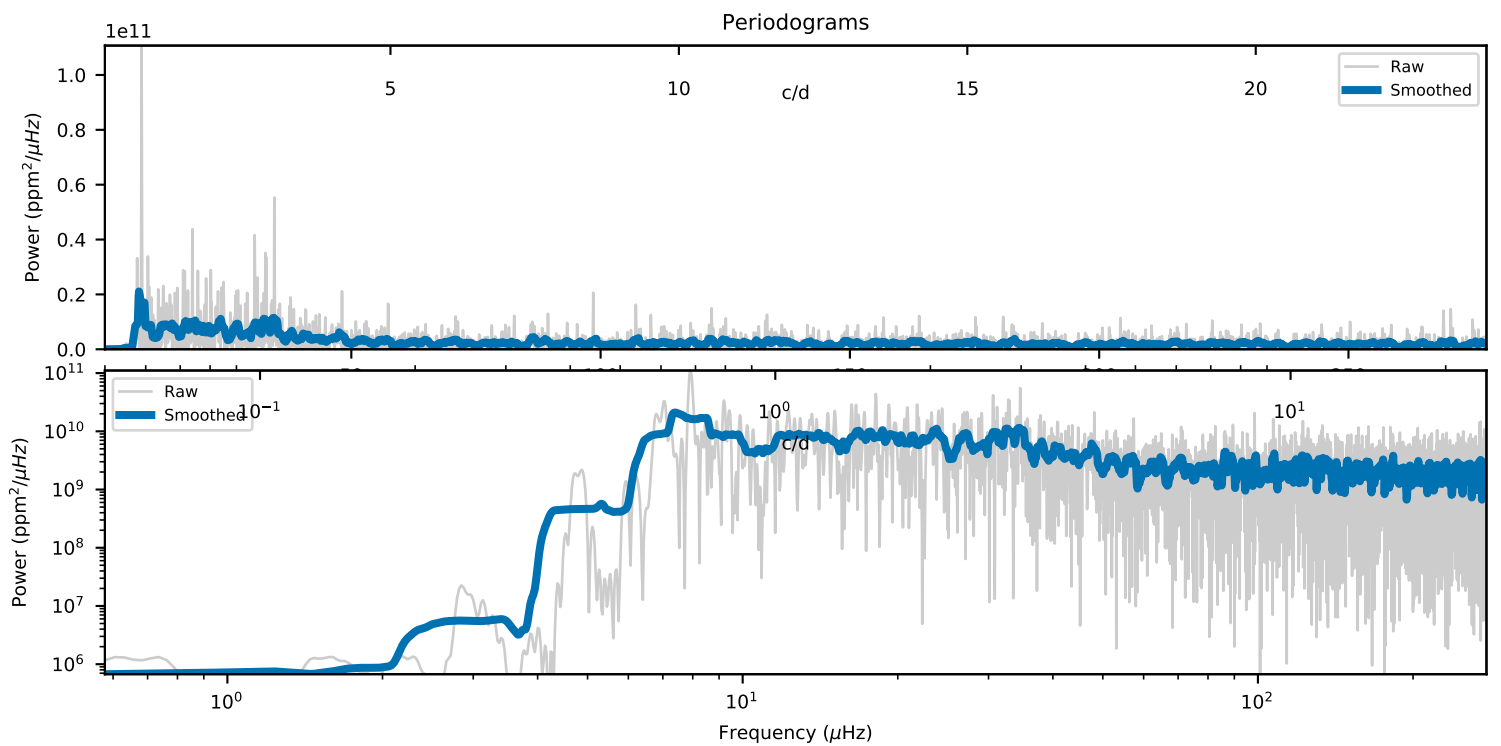 Periodograms
1e11
1.0
0.8
0.6
0.4
0.2
0.0
Power (ppm²/μHz)
5
10
15
20
c/d
Raw
Smoothed
10¹¹
10¹⁰
10⁹
10⁸
10⁷
10⁶
Power (ppm²/μHz)
Raw
Smoothed
10⁻¹
10⁰
10¹
c/d
10⁰
10¹
10²
Frequency (μHz)